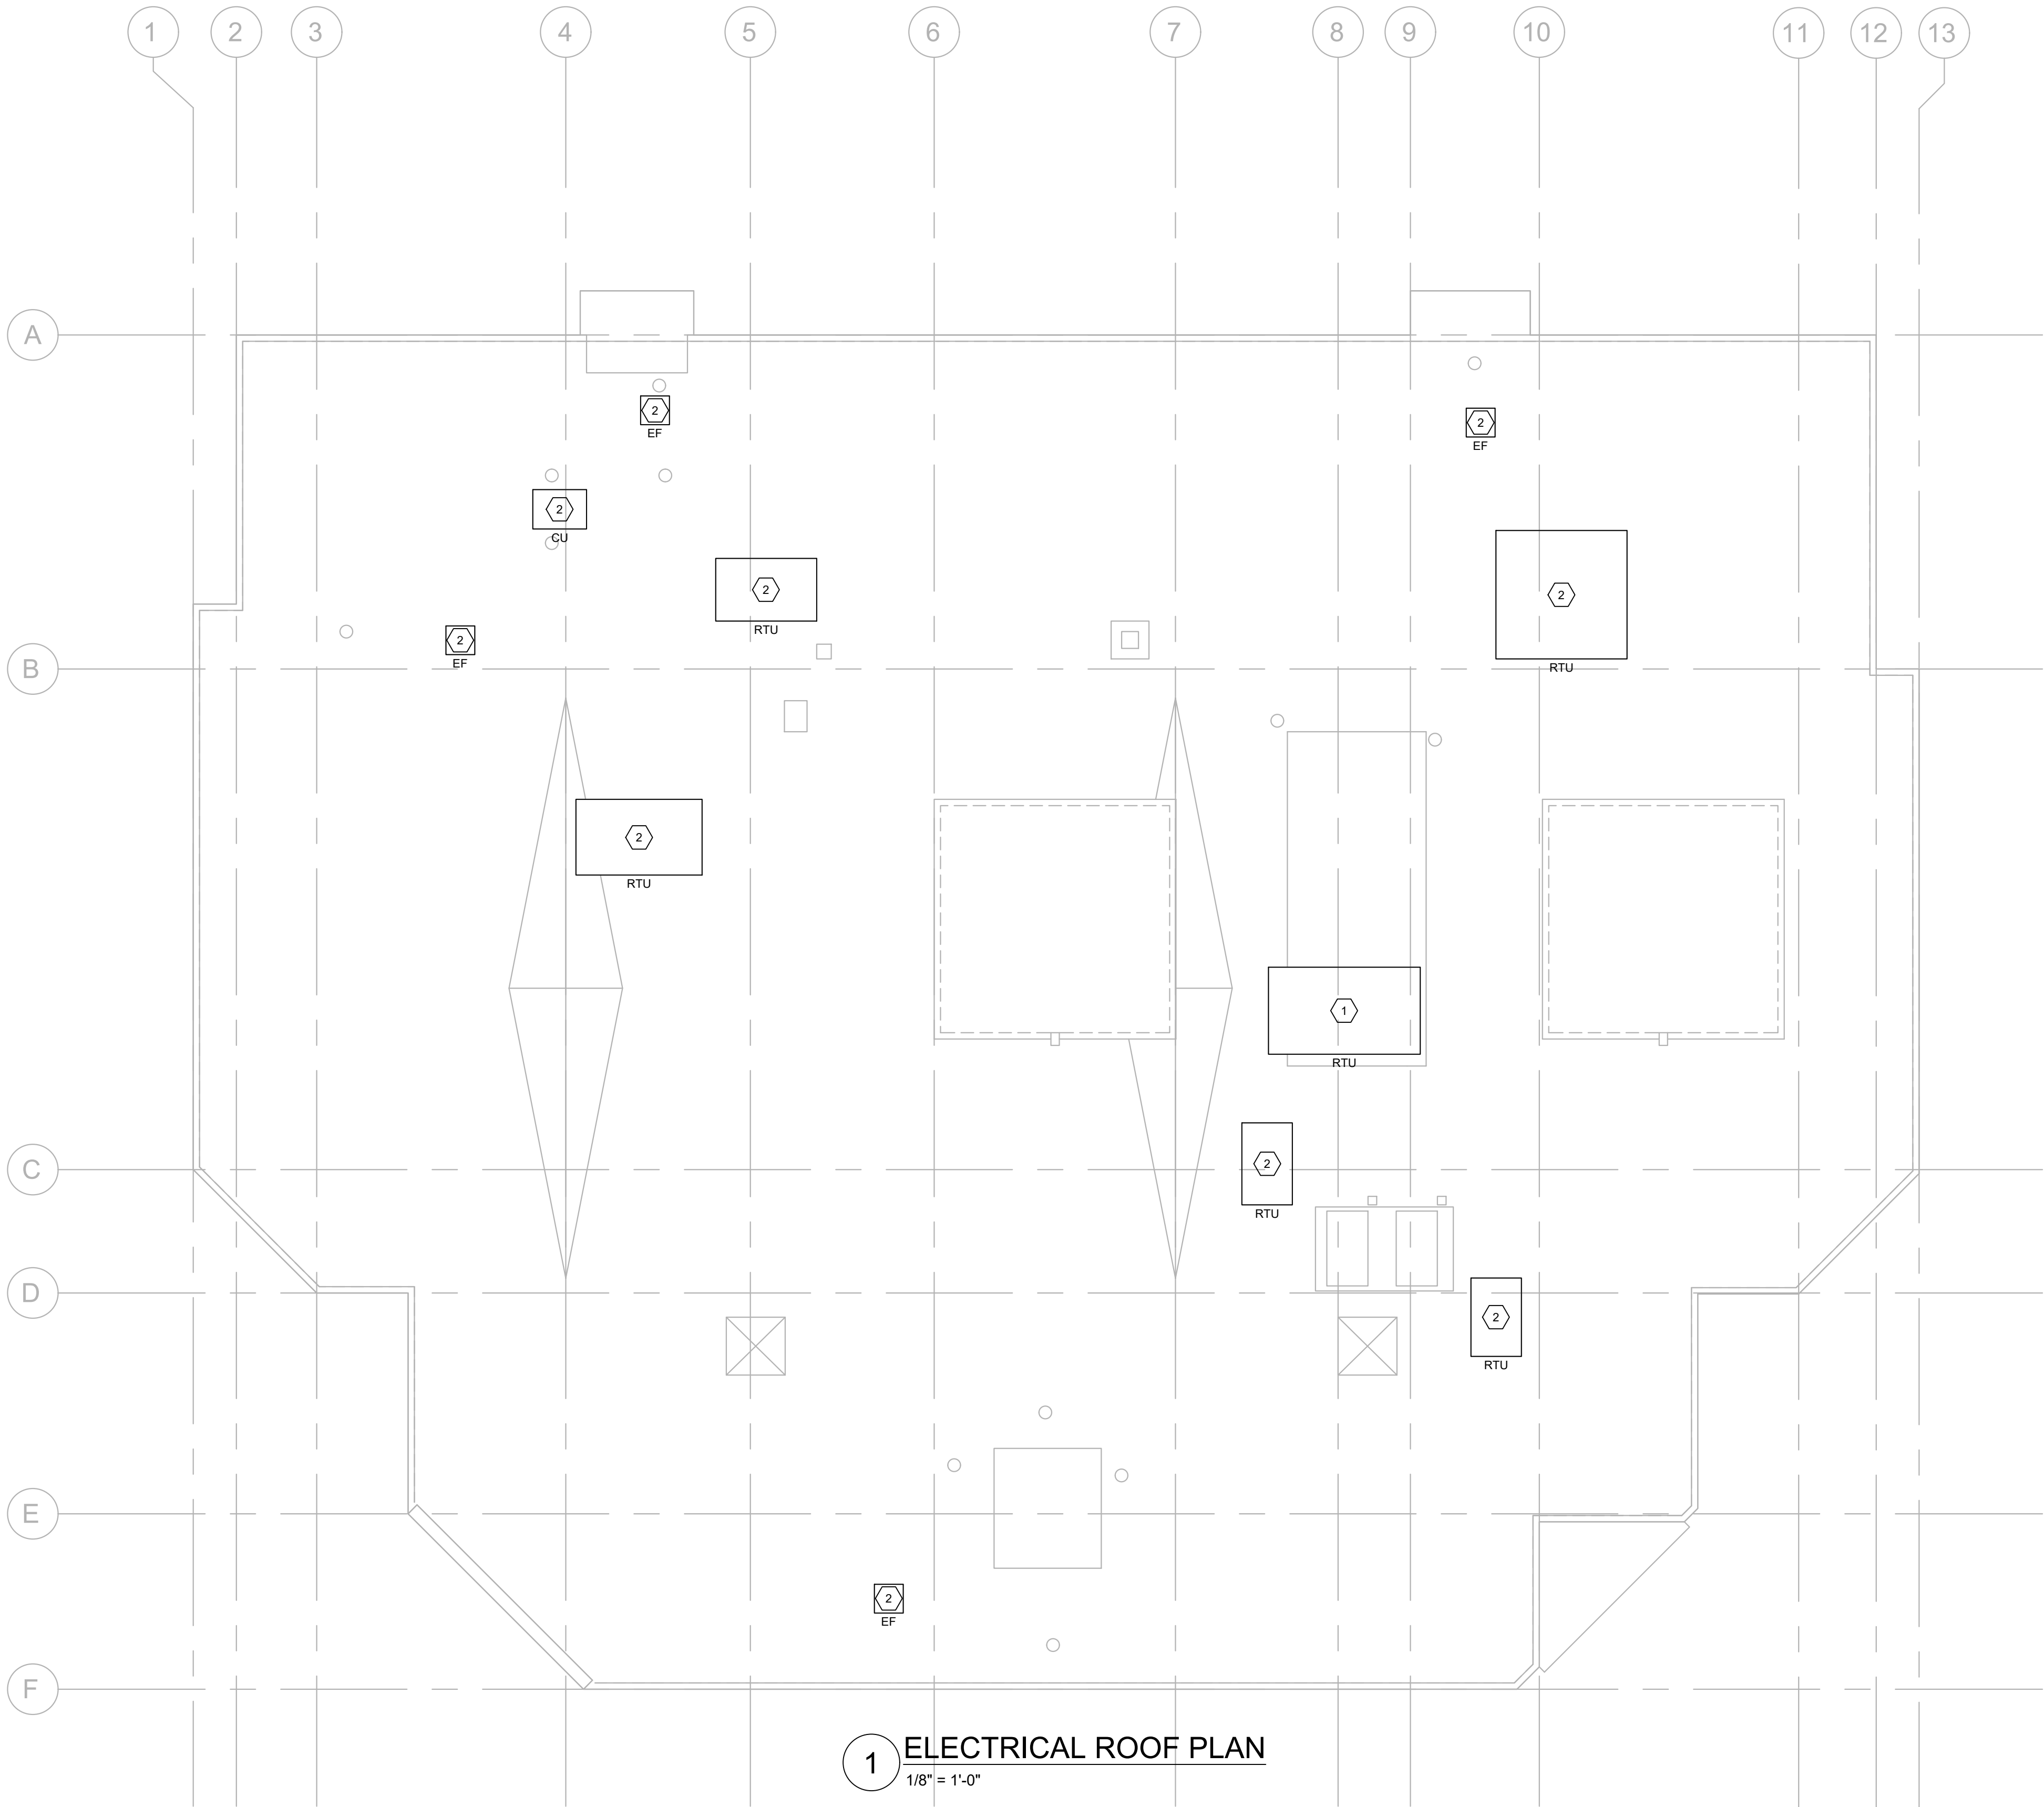 1 2 3 4 5 6 7 8 9 10 11 12 13
A
2
EF
2
EF
2
CU
2
RTU
2
RTU
2
EF
B
2
RTU
1
RTU
C
2
RTU
D
2
RTU
E
2
EF
F
1 ELECTRICAL ROOF PLAN
1/8" = 1'-0"